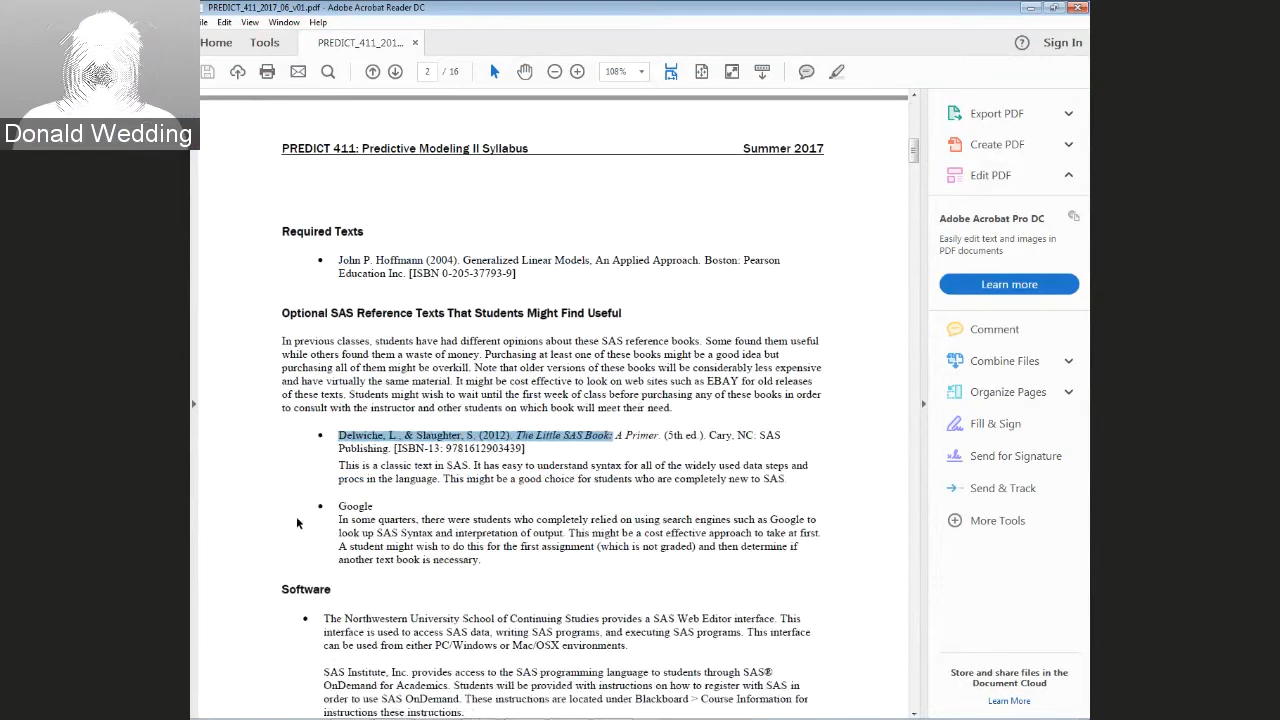 PREDICT_411_2017_06_v01.pdf - Adobe Acrobat Reader DC
ile Edit View Window Help
Home Tools PREDICT_411_201... × Sign In
2 / 16 108%
Donald Wedding
PREDICT 411: Predictive Modeling II Syllabus Summer 2017
Required Texts
• John P. Hoffmann (2004). Generalized Linear Models, An Applied Approach. Boston: Pearson
Education Inc. [ISBN 0-205-37793-9]
Optional SAS Reference Texts That Students Might Find Useful
In previous classes, students have had different opinions about these SAS reference books. Some found them useful
while others found them a waste of money. Purchasing at least one of these books might be a good idea but
purchasing all of them might be overkill. Note that older versions of these books will be considerably less expensive
and have virtually the same material. It might be cost effective to look on web sites such as EBAY for old releases
of these texts. Students might wish to wait until the first week of class before purchasing any of these books in order
to consult with the instructor and other students on which book will meet their need.
• Delwiche, L., & Slaughter, S. (2012). The Little SAS Book: A Primer. (5th ed.). Cary, NC: SAS
Publishing. [ISBN-13: 9781612903439]
This is a classic text in SAS. It has easy to understand syntax for all of the widely used data steps and
procs in the language. This might be a good choice for students who are completely new to SAS.
• Google
In some quarters, there were students who completely relied on using search engines such as Google to
look up SAS Syntax and interpretation of output. This might be a cost effective approach to take at first.
A student might wish to do this for the first assignment (which is not graded) and then determine if
another text book is necessary.
Software
• The Northwestern University School of Continuing Studies provides a SAS Web Editor interface. This
interface is used to access SAS data, writing SAS programs, and executing SAS programs. This interface
can be used from either PC/Windows or Mac/OSX environments.
SAS Institute, Inc. provides access to the SAS programming language to students through SAS®
OnDemand for Academics. Students will be provided with instructions on how to register with SAS in
order to use SAS OnDemand. These instructions are located under Blackboard > Course Information for
instructions these instructions.
Export PDF
Create PDF
Edit PDF
Adobe Acrobat Pro DC
Easily edit text and images in
PDF documents
Learn more
Comment
Combine Files
Organize Pages
Fill & Sign
Send for Signature
Send & Track
More Tools
Store and share files in the
Document Cloud
Learn More